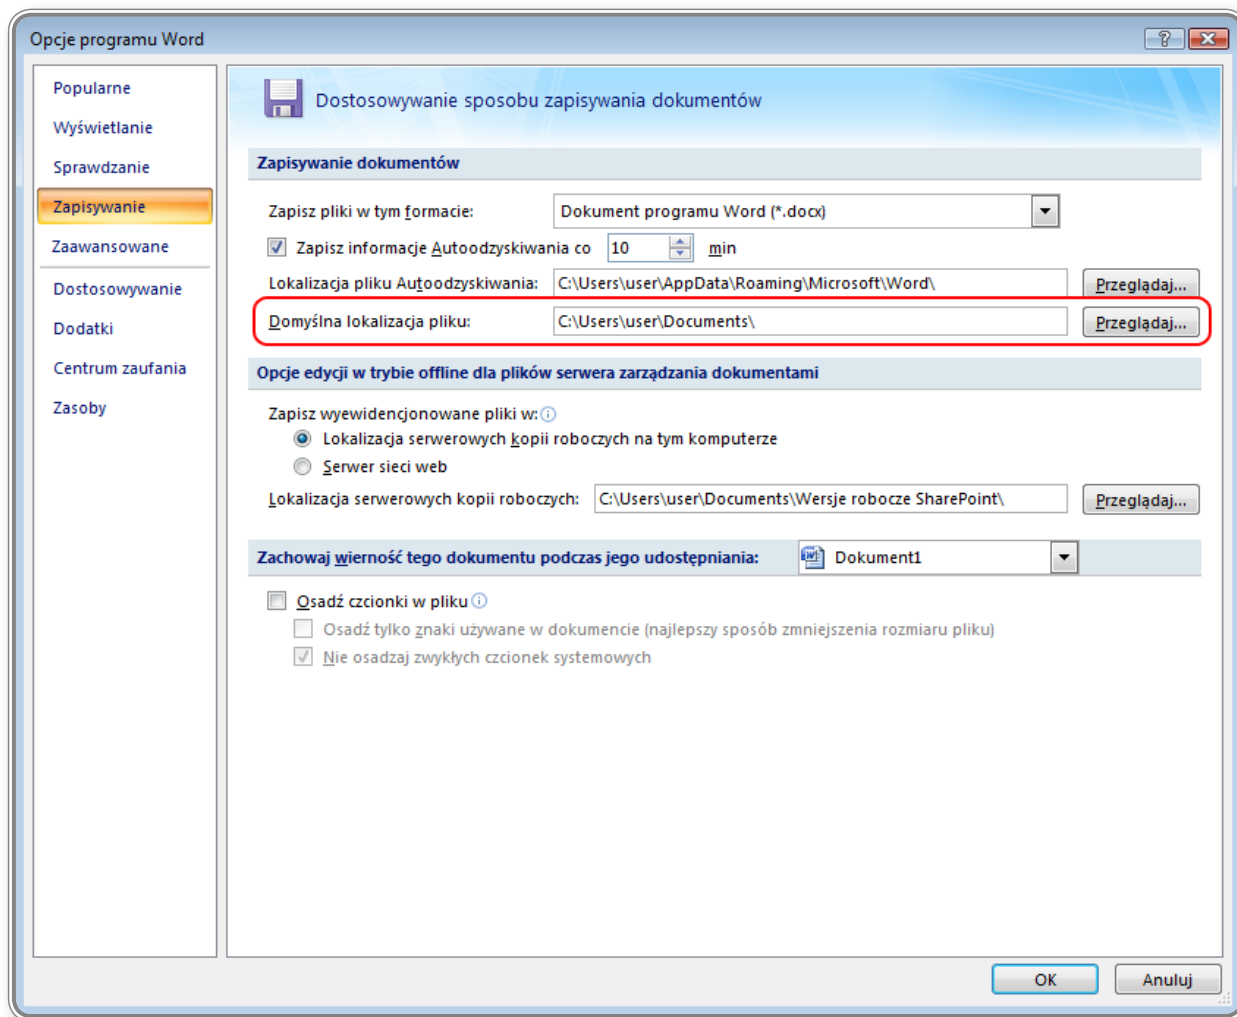 Opcje programu Word
Popularne
Wyświetlanie
Sprawdzanie
Zapisywanie
Zaawansowane
Dostosowywanie
Dodatki
Centrum zaufania
Zasoby
Dostosowywanie sposobu zapisywania dokumentów
Zapisywanie dokumentów
Zapisz pliki w tym formacie: Dokument programu Word (*.docx)
Zapisz informacje Autoodzyskiwania co 10 min
Lokalizacja pliku Autoodzyskiwania: C:\Users\user\AppData\Roaming\Microsoft\Word\ Przeglądaj...
Domyślna lokalizacja pliku: C:\Users\user\Documents\ Przeglądaj...
Opcje edycji w trybie offline dla plików serwera zarządzania dokumentami
Zapisz wyewidencjonowane pliki w:
Lokalizacja serwerowych kopii roboczych na tym komputerze
Serwer sieci web
Lokalizacja serwerowych kopii roboczych: C:\Users\user\Documents\Wersje robocze SharePoint\ Przeglądaj...
Zachowaj wierność tego dokumentu podczas jego udostępniania: Dokument1
Osadź czcionki w pliku
Osadź tylko znaki używane w dokumencie (najlepszy sposób zmniejszenia rozmiaru pliku)
Nie osadzaj zwykłych czcionek systemowych
OK Anuluj